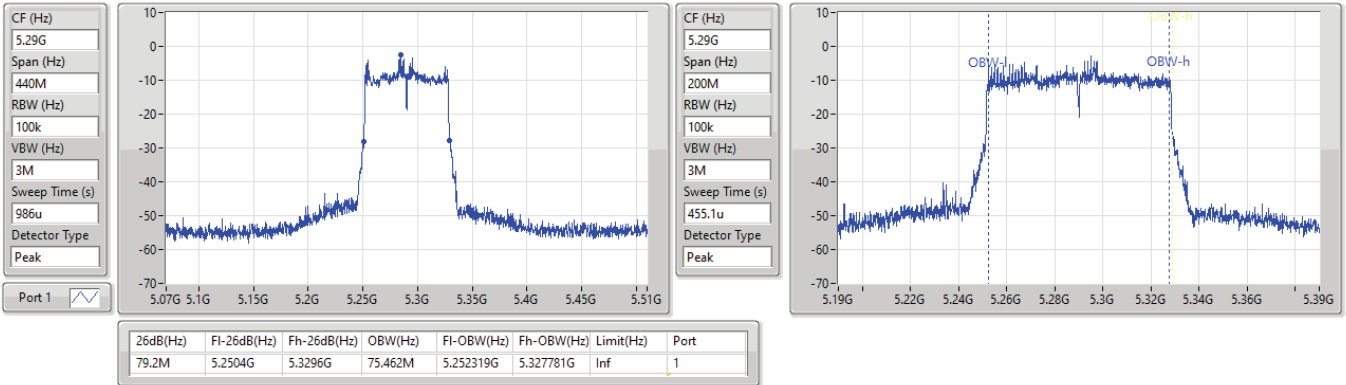 CF (Hz)
5.29G
Span (Hz)
440M
RBW (Hz)
100k
VBW (Hz)
3M
Sweep Time (s)
986u
Detector Type
Peak
Port 1
10
0
-10
-20
-30
-40
-50
-60
-70
5.07G 5.1G 5.15G 5.2G 5.25G 5.3G 5.35G 5.4G 5.45G 5.51G
CF (Hz)
5.29G
Span (Hz)
200M
RBW (Hz)
100k
VBW (Hz)
3M
Sweep Time (s)
455.1u
Detector Type
Peak
OBW-h
OBW-l OBW-h
10
0
-10
-20
-30
-40
-50
-60
-70
5.19G 5.22G 5.24G 5.26G 5.28G 5.3G 5.32G 5.34G 5.36G 5.39G
26dB(Hz) Fl-26dB(Hz) Fh-26dB(Hz) OBW(Hz) Fl-OBW(Hz) Fh-OBW(Hz) Limit(Hz) Port
79.2M 5.2504G 5.3296G 75.462M 5.252319G 5.327781G Inf 1